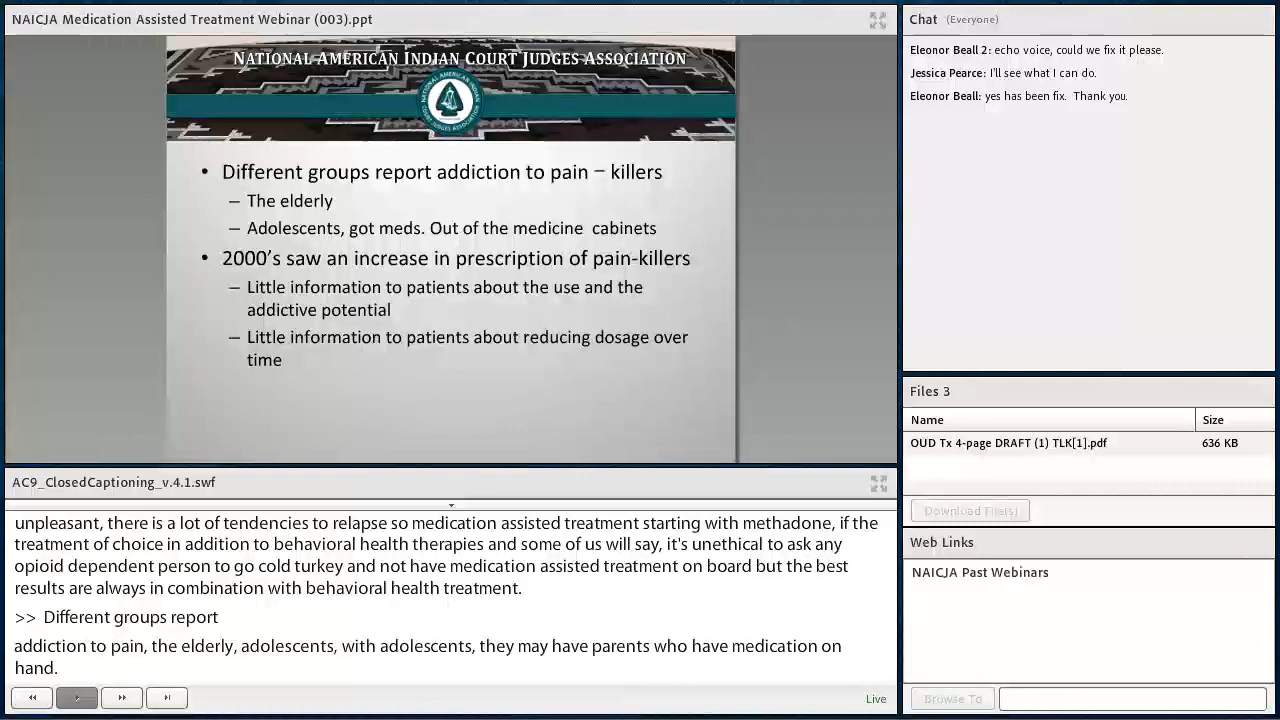 NAICJA Medication Assisted Treatment Webinar (003).ppt
NATIONAL AMERICAN INDIAN COURT JUDGES ASSOCIATION
• Different groups report addiction to pain – killers
– The elderly
– Adolescents, got meds. Out of the medicine cabinets
• 2000’s saw an increase in prescription of pain-killers
– Little information to patients about the use and the
addictive potential
– Little information to patients about reducing dosage over
time
AC9_ClosedCaptioning_v.4.1.swf
unpleasant, there is a lot of tendencies to relapse so medication assisted treatment starting with methadone, if the
treatment of choice in addition to behavioral health therapies and some of us will say, it's unethical to ask any
opioid dependent person to go cold turkey and not have medication assisted treatment on board but the best
results are always in combination with behavioral health treatment.
>> Different groups report
addiction to pain, the elderly, adolescents, with adolescents, they may have parents who have medication on
hand.
Live
Chat (Everyone)
Eleonor Beall 2: echo voice, could we fix it please.
Jessica Pearce: I'll see what I can do.
Eleonor Beall: yes has been fix. Thank you.
Files 3
Name Size
OUD Tx 4-page DRAFT (1) TLK[1].pdf 636 KB
Download File(s)
Web Links
NAICJA Past Webinars
Browse To